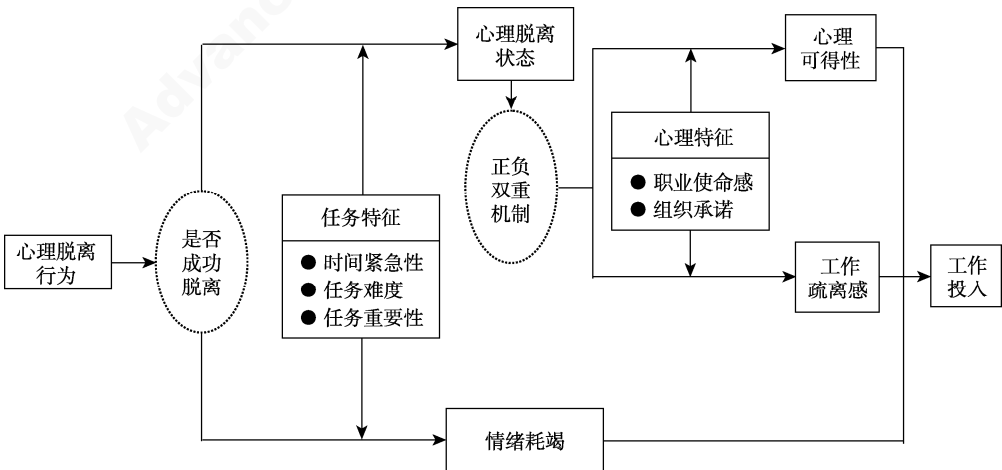 Advanc
心理脱离
行为
是否
成功
脱离
任务特征
● 时间紧急性
● 任务难度
● 任务重要性
心理脱离
状态
正负
双重
机制
心理特征
● 职业使命感
● 组织承诺
心理
可得性
工作
疏离感
情绪耗竭
工作
投入